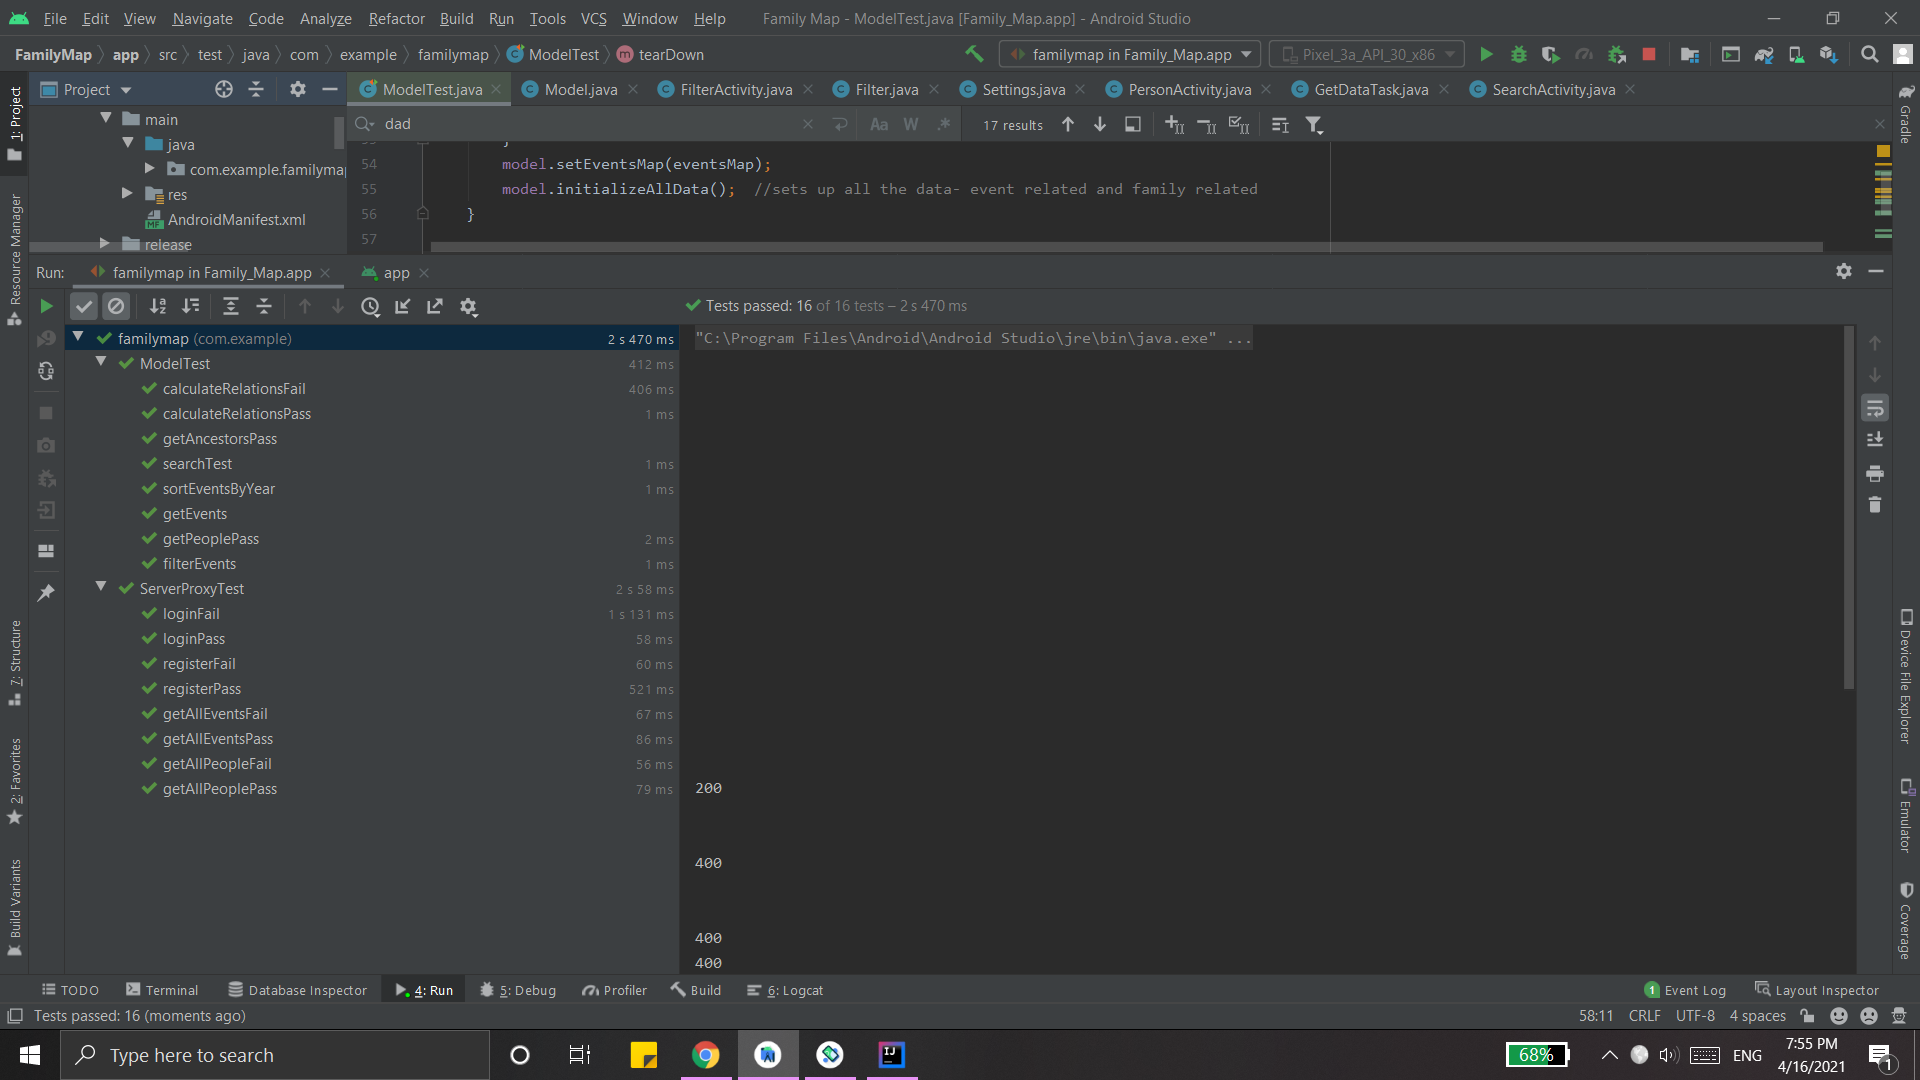 File Edit View Navigate Code Analyze Refactor Build Run Tools VCS Window Help Family Map - ModelTest.java [Family_Map.app] - Android Studio
FamilyMap app src test java com example familymap ModelTest tearDown familymap in Family_Map.app Pixel_3a_API_30_x86
Project ModelTest.java Model.java FilterActivity.java Filter.java Settings.java PersonActivity.java GetDataTask.java SearchActivity.java
main
java
com.example.familyma
res
AndroidManifest.xml
release
dad 17 results
54 model.setEventsMap(eventsMap);
55 model.initializeAllData(); //sets up all the data- event related and family related
56 }
57
Run: familymap in Family_Map.app app
Tests passed: 16 of 16 tests – 2 s 470 ms
familymap (com.example) 2 s 470 ms
ModelTest 412 ms
calculateRelationsFail 406 ms
calculateRelationsPass 1 ms
getAncestorsPass
searchTest 1 ms
sortEventsByYear 1 ms
getEvents
getPeoplePass 2 ms
filterEvents 1 ms
ServerProxyTest 2 s 58 ms
loginFail 1 s 131 ms
loginPass 58 ms
registerFail 60 ms
registerPass 521 ms
getAllEventsFail 67 ms
getAllEventsPass 86 ms
getAllPeopleFail 56 ms
getAllPeoplePass 79 ms
"C:\Program Files\Android\Android Studio\jre\bin\java.exe" ...
200
400
400
400
1: Project
Resource Manager
7: Structure
2: Favorites
Build Variants
Gradle
Device File Explorer
Emulator
Coverage
TODO Terminal Database Inspector 4: Run 5: Debug Profiler Build 6: Logcat 1 Event Log Layout Inspector
Tests passed: 16 (moments ago) 58:11 CRLF UTF-8 4 spaces
Type here to search 68% ENG 7:55 PM
4/16/2021 1